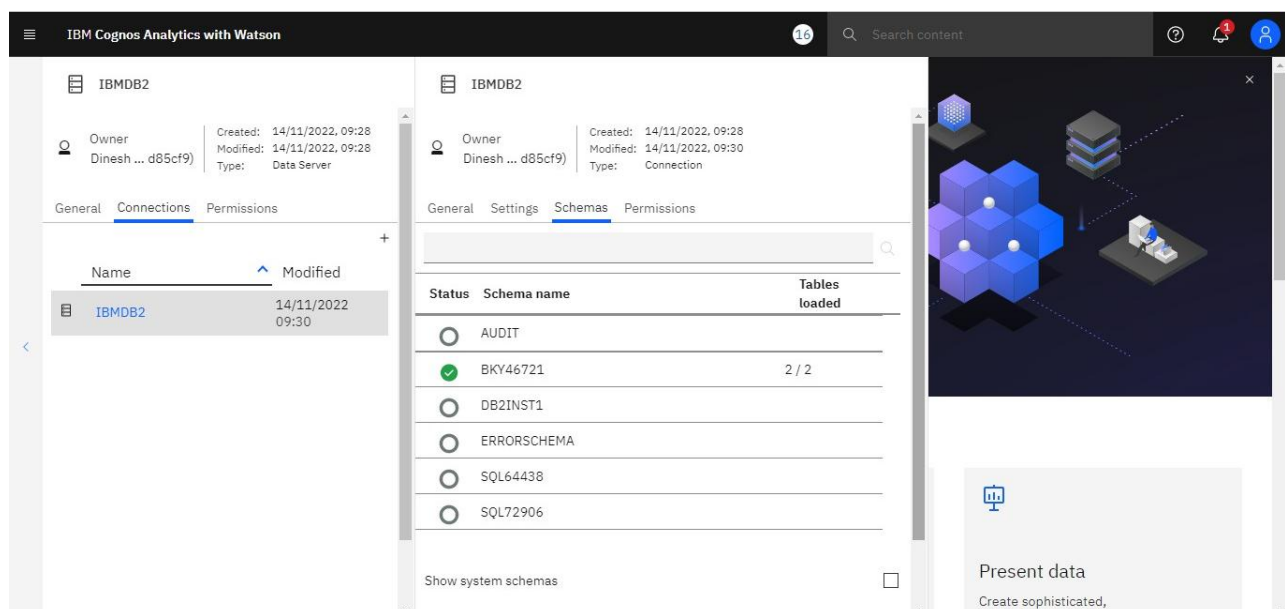 IBM Cognos Analytics with Watson
16
Search content
1
IBMDB2
Owner
Dinesh ... d85cf9)
Created: 14/11/2022, 09:28
Modified: 14/11/2022, 09:28
Type: Data Server
General Connections Permissions
+
Name Modified
IBMDB2 14/11/2022
09:30
IBMDB2
Owner
Dinesh ... d85cf9)
Created: 14/11/2022, 09:28
Modified: 14/11/2022, 09:30
Type: Connection
General Settings Schemas Permissions
Status Schema name Tables
loaded
AUDIT
BKY46721 2 / 2
DB2INST1
ERRORSCHEMA
SQL64438
SQL72906
Show system schemas
Present data
Create sophisticated,